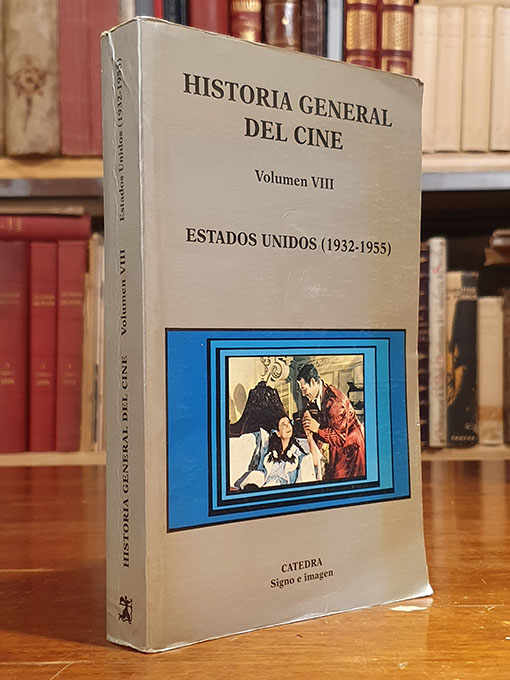 HISTORIA GENERAL
DEL CINE
Volumen VIII
ESTADOS UNIDOS (1932-1955)
CATEDRA
Signo e imagen
HISTORIA GENERAL DEL CINE Volumen VIII Estados Unidos (1932-1955)